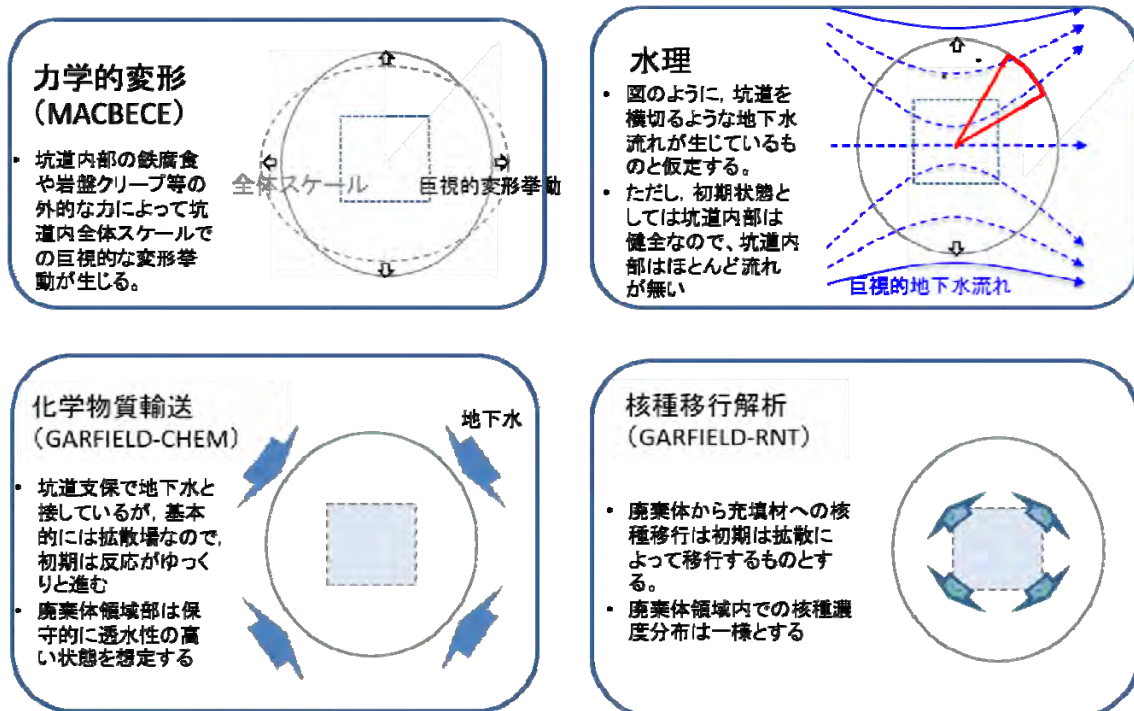 力学的変形
（MACBECE）
• 坑道内部の鉄腐食
や岩盤クリープ等の
外的な力によって坑
道内全体スケールで
の巨視的な変形挙
動が生じる。
全体スケール
巨視的変形挙動
水理
• 図のように，坑道を
横切るような地下水
流れが生じているも
のと仮定する。
• ただし，初期状態と
しては坑道内部は
健全なので、坑道内
部はほとんど流れ
が無い
巨視的地下水流れ
化学物質輸送
（GARFIELD-CHEM）
地下水
• 坑道支保で地下水と
接しているが，基本
的には拡散場なので，
初期は反応がゆっく
りと進む
• 廃棄体領域部は保
守的に透水性の高
い状態を想定する
核種移行解析
（GARFIELD-RNT）
• 廃棄体から充填材への核
種移行は初期は拡散に
よって移行するものとす
る。
• 廃棄体領域内での核種濃
度分布は一様とする